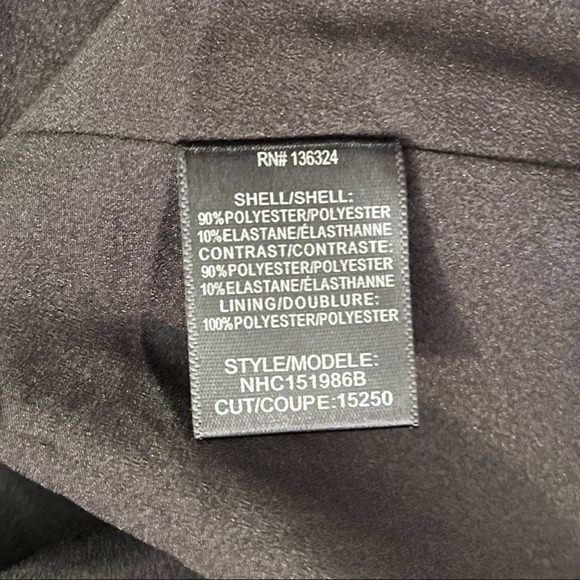 RN# 136324
SHELL/SHELL:
90%POLYESTER/POLYESTER
10%ELASTANE/ÉLASTHANNE
CONTRAST/CONTRASTE:
90%POLYESTER/POLYESTER
10%ELASTANE/ÉLASTHANNE
LINING/DOUBLURE:
100%POLYESTER/POLYESTER
STYLE/MODELE:
NHC151986B
CUT/COUPE:15250